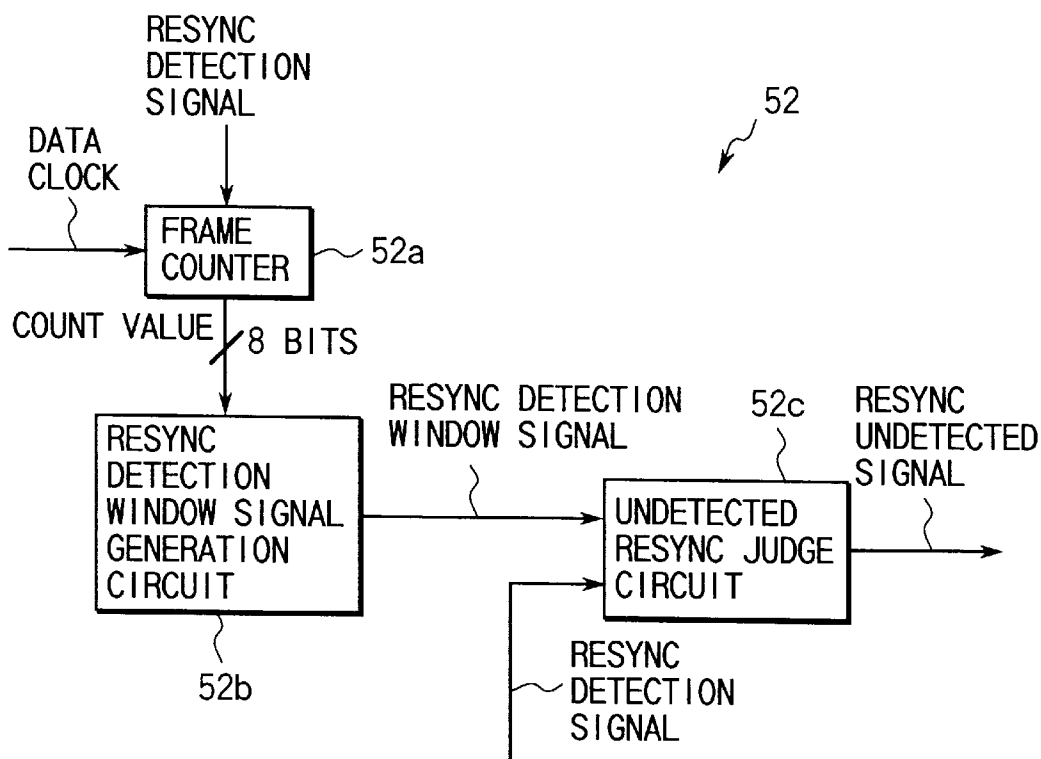 RESYNC
DETECTION
SIGNAL
52
DATA
CLOCK
FRAME
COUNTER
52a
COUNT VALUE
8 BITS
RESYNC
DETECTION
WINDOW SIGNAL
GENERATION
CIRCUIT
52b
RESYNC DETECTION
WINDOW SIGNAL
52c
RESYNC
UNDETECTED
SIGNAL
UNDETECTED
RESYNC JUDGE
CIRCUIT
RESYNC
DETECTION
SIGNAL